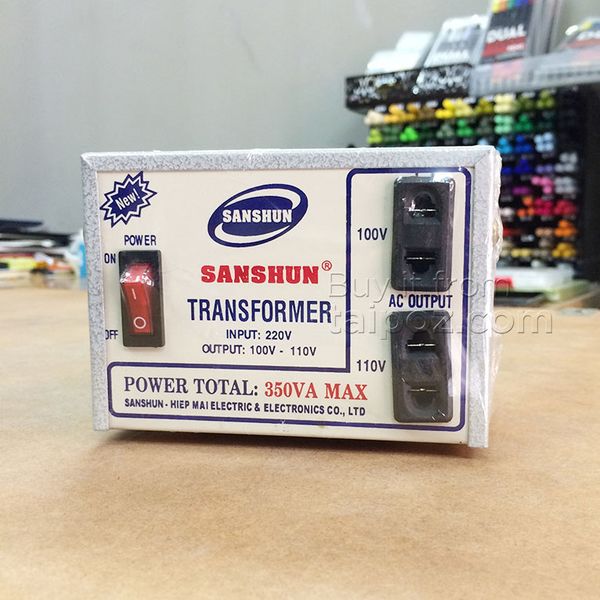 DUAL
New!
SANSHUN
POWER
ON
OFF
SANSHUN®
TRANSFORMER
INPUT: 220V
OUTPUT: 100V - 110V
100V
AC OUTPUT
110V
POWER TOTAL: 350VA MAX
SANSHUN - HIEP MAI ELECTRIC & ELECTRONICS CO., LTD
Buy it from
taipoz.com